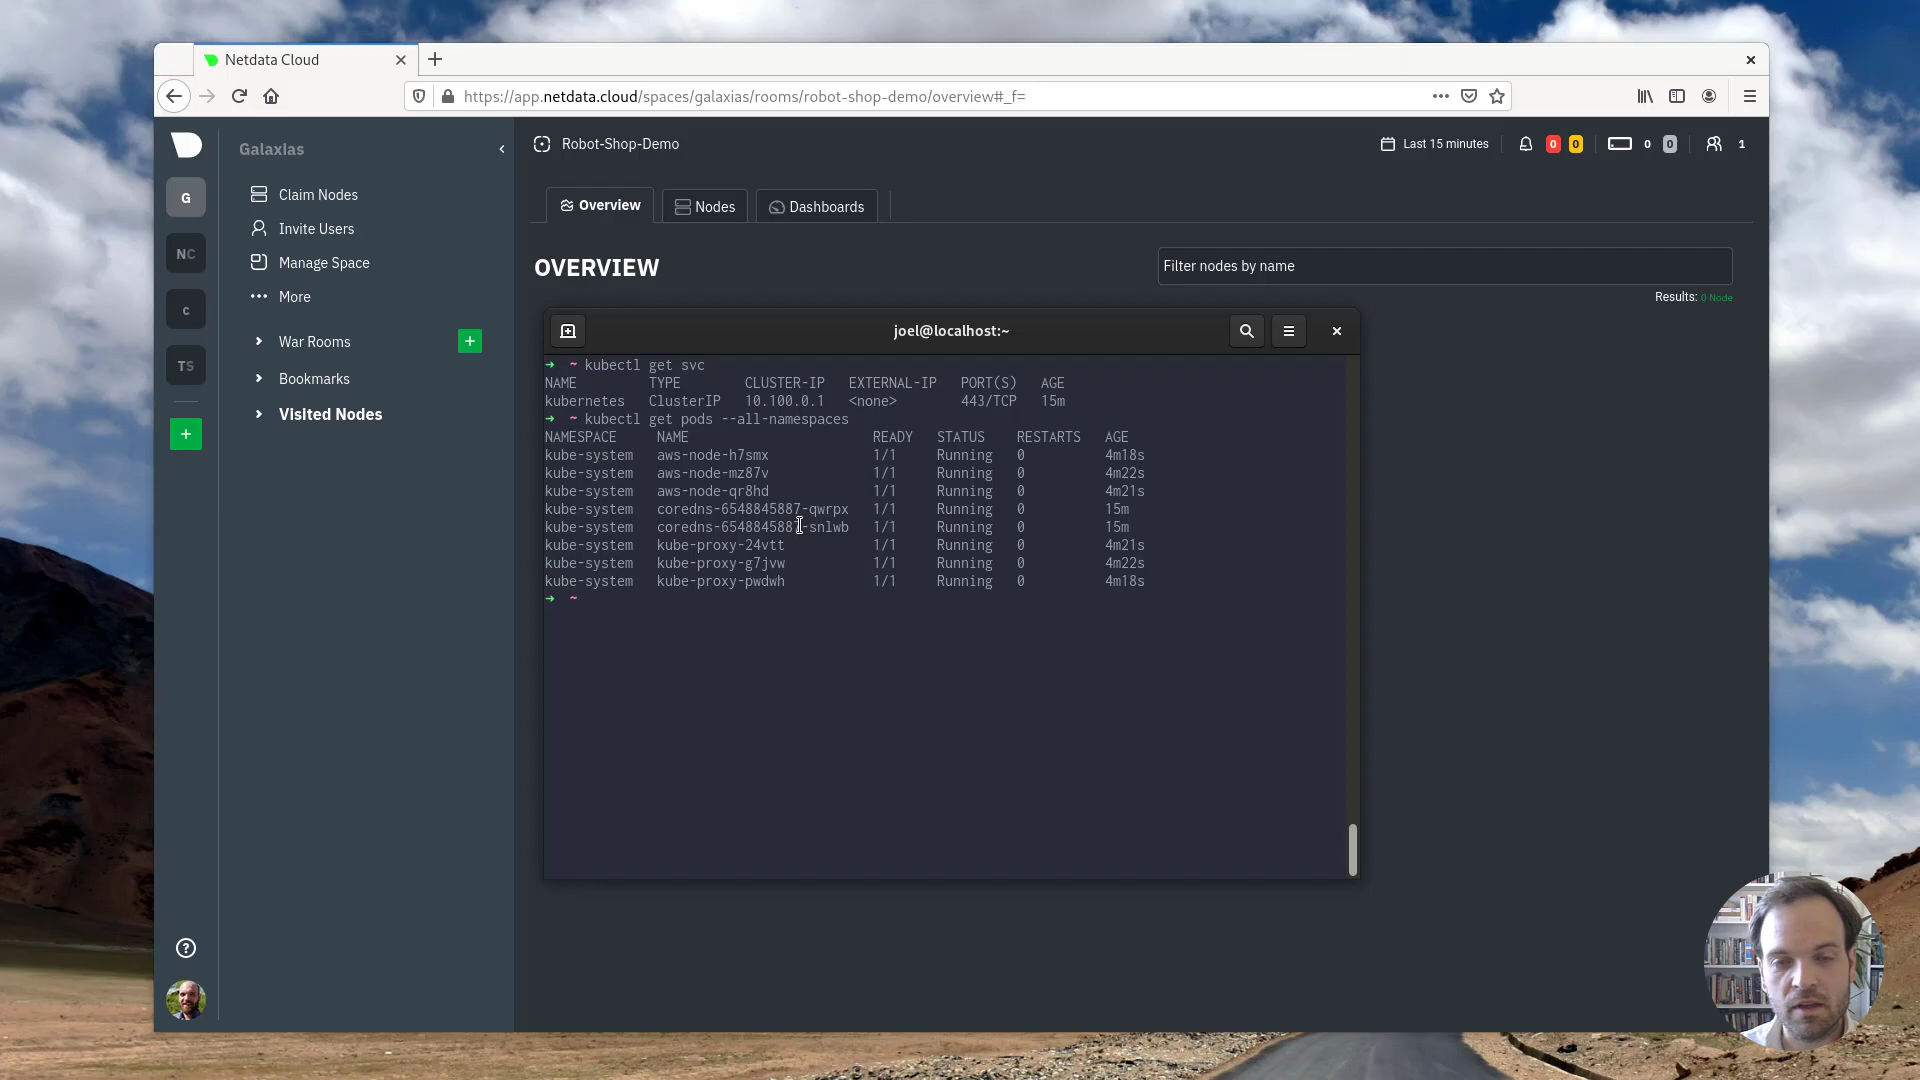 Netdata Cloud
https://app.netdata.cloud/spaces/galaxias/rooms/robot-shop-demo/overview#_f=
Galaxias
G
NC
c
TS
Claim Nodes
Invite Users
Manage Space
More
War Rooms
Bookmarks
Visited Nodes
Robot-Shop-Demo
Last 15 minutes
0
0
0
0
1
Overview
Nodes
Dashboards
OVERVIEW
Filter nodes by name
Results: 0 Node
joel@localhost:~
➜ ~ kubectl get svc
NAME TYPE CLUSTER-IP EXTERNAL-IP PORT(S) AGE
kubernetes ClusterIP 10.100.0.1 <none> 443/TCP 15m
➜ ~ kubectl get pods --all-namespaces
NAMESPACE NAME READY STATUS RESTARTS AGE
kube-system aws-node-h7smx 1/1 Running 0 4m18s
kube-system aws-node-mz87v 1/1 Running 0 4m22s
kube-system aws-node-qr8hd 1/1 Running 0 4m21s
kube-system coredns-6548845887-qwrpx 1/1 Running 0 15m
kube-system coredns-6548845887-snlwb 1/1 Running 0 15m
kube-system kube-proxy-24vtt 1/1 Running 0 4m21s
kube-system kube-proxy-g7jvw 1/1 Running 0 4m22s
kube-system kube-proxy-pwdwh 1/1 Running 0 4m18s
➜ ~